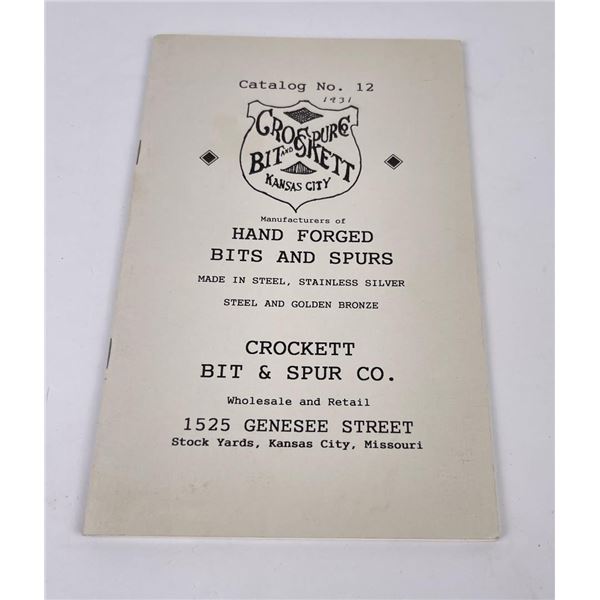 Catalog No. 12
1931
CROCKETT
BIT AND SPUR CO
KANSAS CITY
Manufacturers of
HAND FORGED
BITS AND SPURS
MADE IN STEEL, STAINLESS SILVER
STEEL AND GOLDEN BRONZE
CROCKETT
BIT & SPUR CO.
Wholesale and Retail
1525 GENESEE STREET
Stock Yards, Kansas City, Missouri